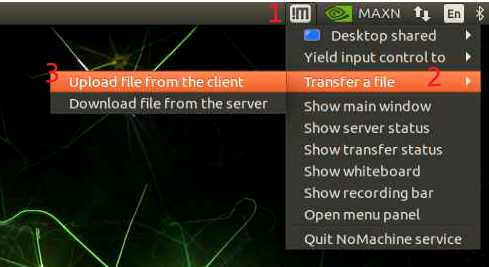 1 !M MAXN En
Desktop shared
Yield input control to
3 Upload file from the client Transfer a file 2
Download file from the server
Show main window
Show server status
Show transfer status
Show whiteboard
Show recording bar
Open menu panel
Quit NoMachine service